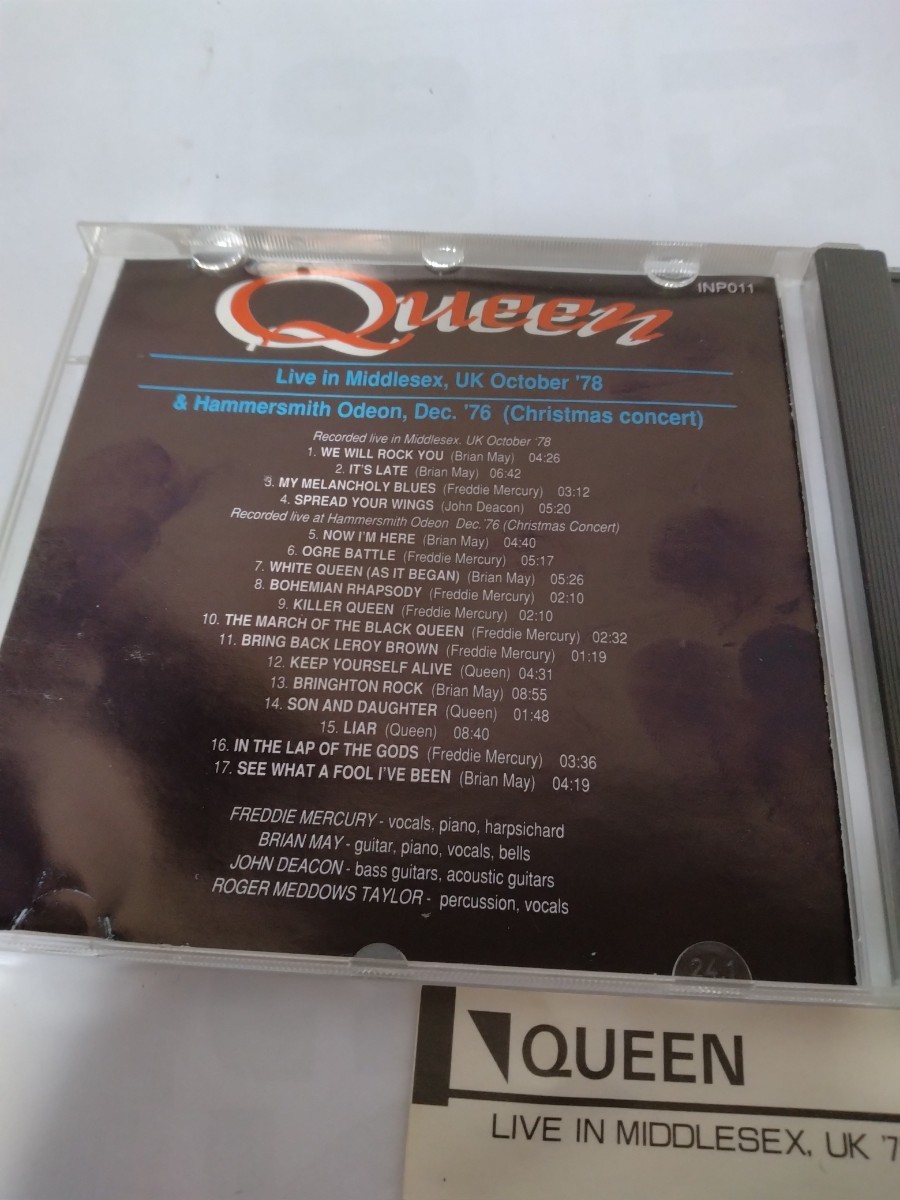 INP011
Queen
Live in Middlesex, UK October '78
& Hammersmith Odeon, Dec. '76 (Christmas concert)
Recorded live in Middlesex. UK October '78
1. WE WILL ROCK YOU (Brian May) 04:26
2. IT'S LATE (Brian May) 06:42
3. MY MELANCHOLY BLUES (Freddie Mercury) 03:12
4. SPREAD YOUR WINGS (John Deacon) 05:20
Recorded live at Hammersmith Odeon Dec. '76 (Christmas Concert)
5. NOW I'M HERE (Brian May) 04:40
6. OGRE BATTLE (Freddie Mercury) 05:17
7. WHITE QUEEN (AS IT BEGAN) (Brian May) 05:26
8. BOHEMIAN RHAPSODY (Freddie Mercury) 02:10
9. KILLER QUEEN (Freddie Mercury) 02:10
10. THE MARCH OF THE BLACK QUEEN (Freddie Mercury) 02:32
11. BRING BACK LEROY BROWN (Freddie Mercury) 01:19
12. KEEP YOURSELF ALIVE (Queen) 04:31
13. BRINGHTON ROCK (Brian May) 08:55
14. SON AND DAUGHTER (Queen) 01:48
15. LIAR (Queen) 08:40
16. IN THE LAP OF THE GODS (Freddie Mercury) 03:36
17. SEE WHAT A FOOL I'VE BEEN (Brian May) 04:19
FREDDIE MERCURY - vocals, piano, harpsichard
BRIAN MAY - guitar, piano, vocals, bells
JOHN DEACON - bass guitars, acoustic guitars
ROGER MEDDOWS TAYLOR - percussion, vocals
241
QUEEN
LIVE IN MIDDLESEX, UK '7